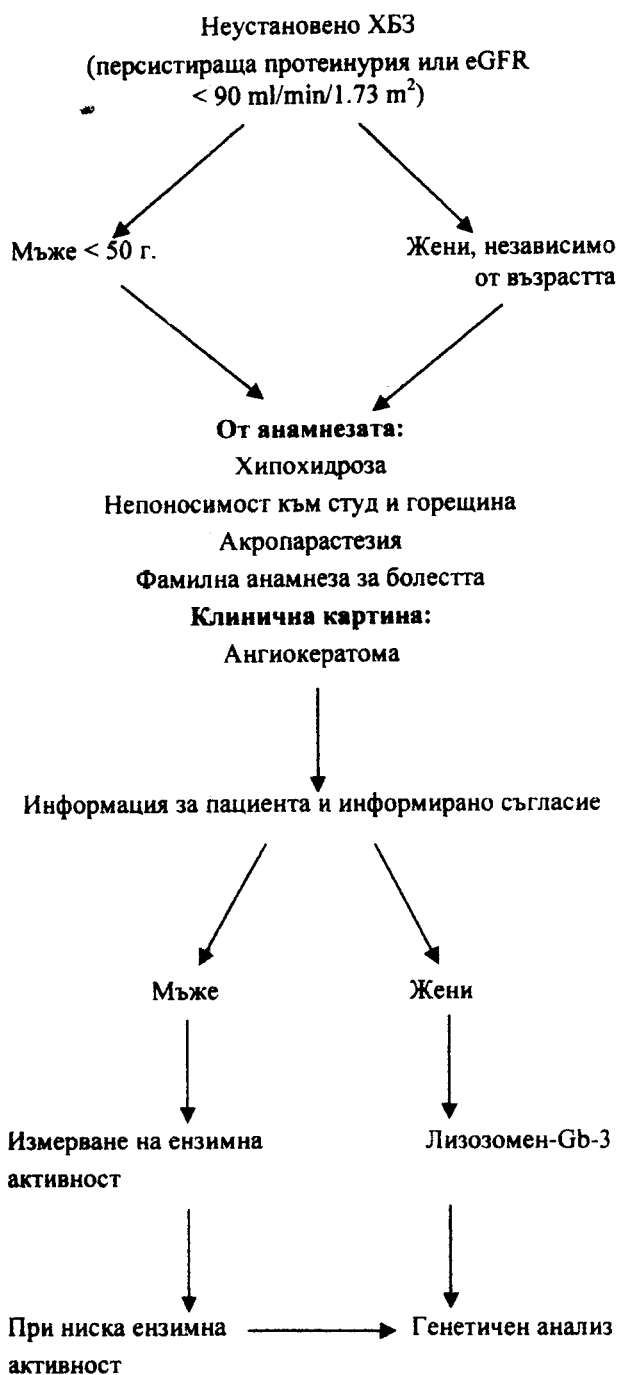 Неустановено ХБЗ
(персистираща протеинурия или eGFR
< 90 ml/min/1.73 m²)
Мъже < 50 г.
Жени, независимо
от възрастта
От анамнезата:
Хипохидроза
Непоносимост към студ и горещина
Акропарастезия
Фамилна анамнеза за болестта
Клинична картина:
Ангиокератома
Информация за пациента и информирано съгласие
Мъже
Жени
Измерване на ензимна
активност
Лизозомен-Gb-3
При ниска ензимна
активност
Генетичен анализ